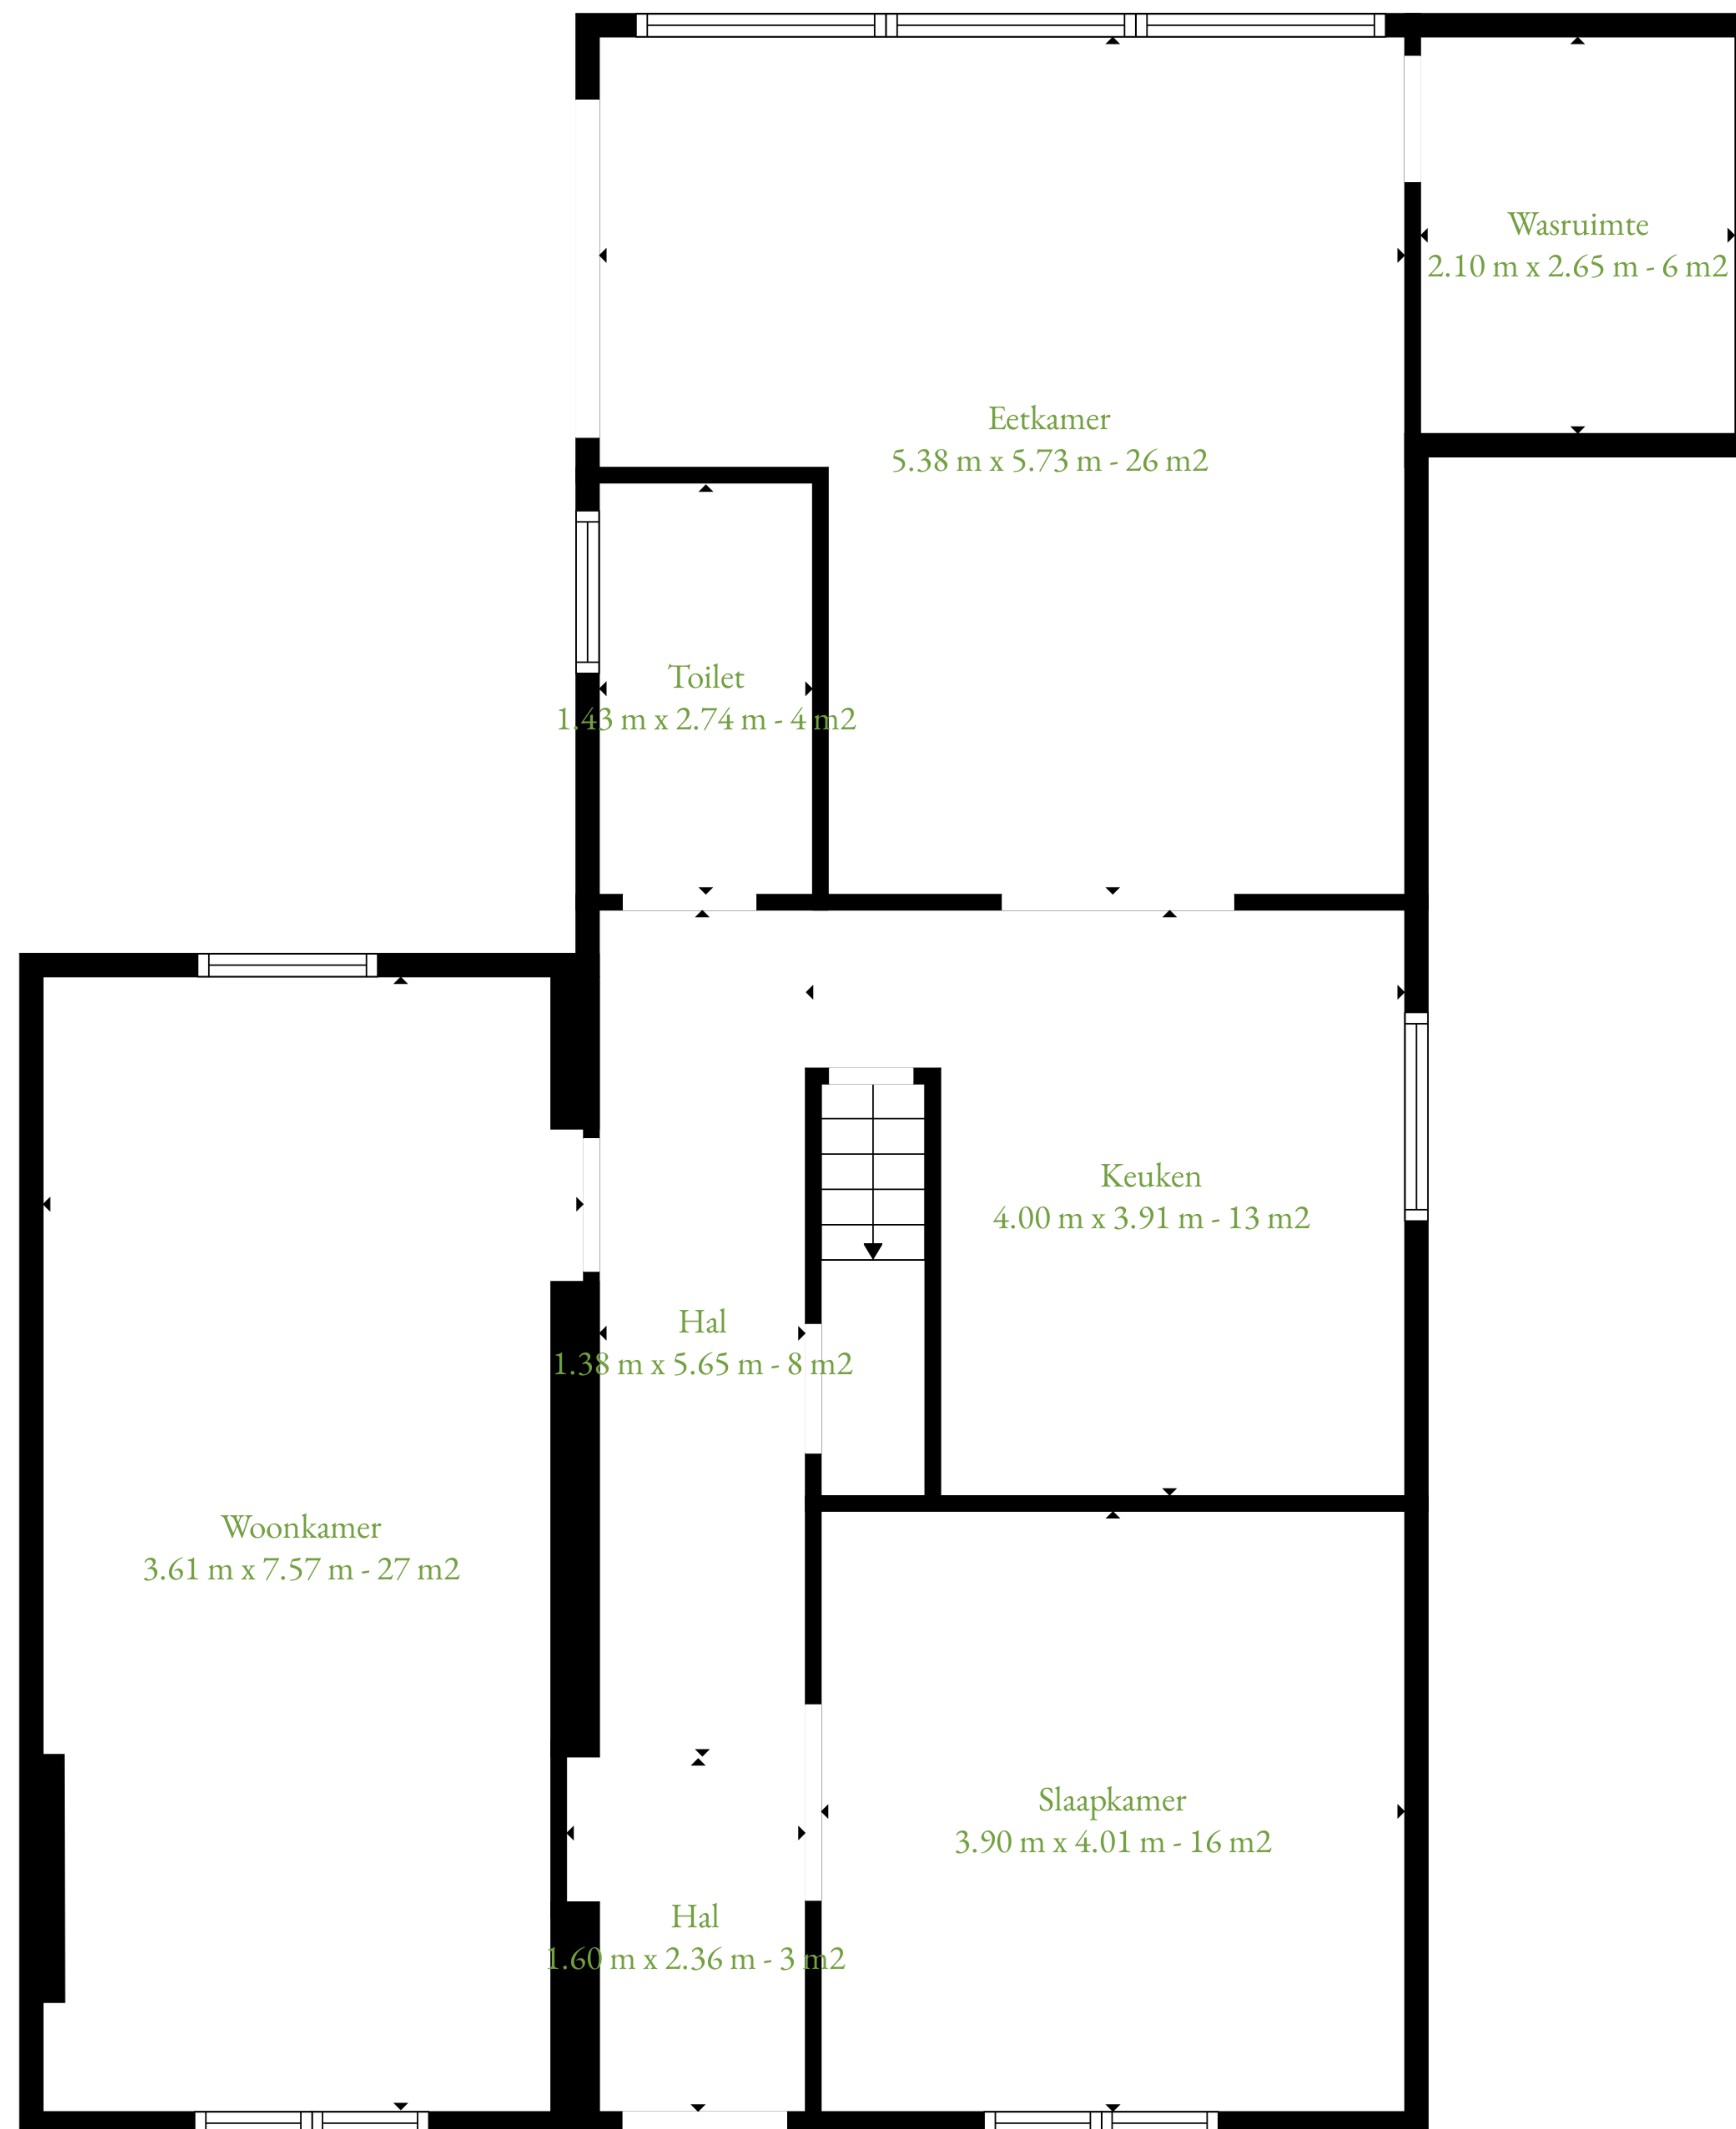 Wasruimte
2.10 m x 2.65 m - 6 m2
Eetkamer
5.38 m x 5.73 m - 26 m2
Toilet
1.43 m x 2.74 m - 4 m2
Keuken
4.00 m x 3.91 m - 13 m2
Hal
1.38 m x 5.65 m - 8 m2
Woonkamer
3.61 m x 7.57 m - 27 m2
Slaapkamer
3.90 m x 4.01 m - 16 m2
Hal
1.60 m x 2.36 m - 3 m2